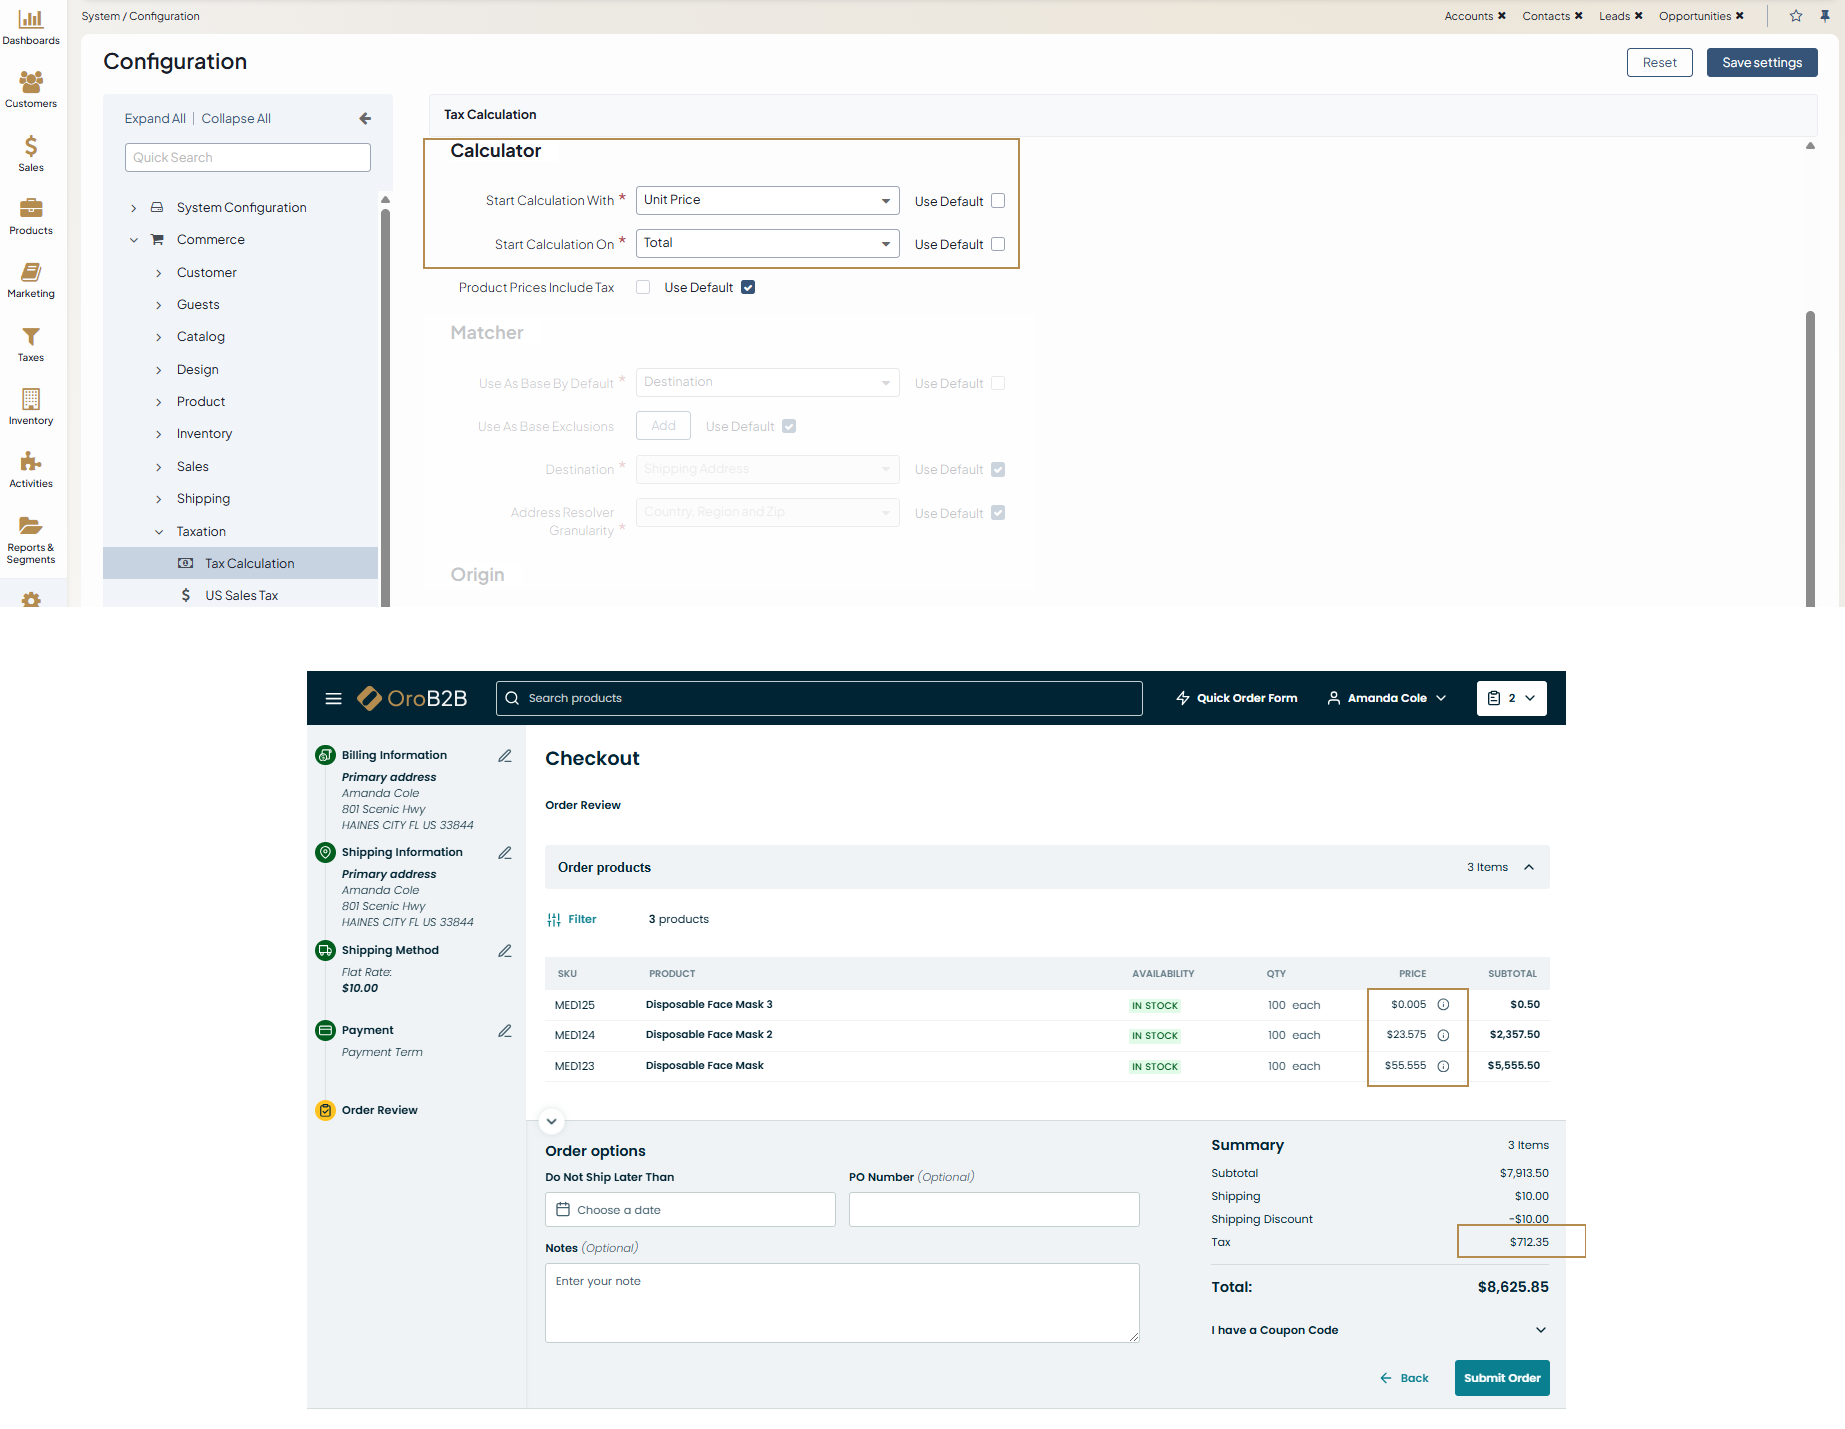 System / Configuration
Accounts ✖ Contacts ✖ Leads ✖ Opportunities ✖
Dashboards
Customers
Sales
Products
Marketing
Taxes
Inventory
Activities
Reports &
Segments
Configuration
Reset
Save settings
Expand All | Collapse All
Quick Search
System Configuration
Commerce
Customer
Guests
Catalog
Design
Product
Inventory
Sales
Shipping
Taxation
Tax Calculation
US Sales Tax
Tax Calculation
Calculator
Start Calculation With * Unit Price Use Default
Start Calculation On * Total Use Default
Product Prices Include Tax Use Default
Matcher
Use As Base By Default * Destination Use Default
Use As Base Exclusions Add Use Default
Destination * Shipping Address Use Default
Address Resolver
Granularity * Country, Region and Zip Use Default
Origin
OroB2B
Search products
Quick Order Form
Amanda Cole
2
Billing Information
Primary address
Amanda Cole
801 Scenic Hwy
HAINES CITY FL US 33844
Shipping Information
Primary address
Amanda Cole
801 Scenic Hwy
HAINES CITY FL US 33844
Shipping Method
Flat Rate:
$10.00
Payment
Payment Term
Order Review
Checkout
Order Review
Order products 3 Items
Filter 3 products
SKU PRODUCT AVAILABILITY QTY PRICE SUBTOTAL
MED125 Disposable Face Mask 3 IN STOCK 100 each $0.005 $0.50
MED124 Disposable Face Mask 2 IN STOCK 100 each $23.575 $2,357.50
MED123 Disposable Face Mask IN STOCK 100 each $55.555 $5,555.50
Order options
Do Not Ship Later Than
Choose a date
PO Number (Optional)
Notes (Optional)
Enter your note
Summary 3 Items
Subtotal $7,913.50
Shipping $10.00
Shipping Discount -$10.00
Tax $712.35
Total: $8,625.85
I have a Coupon Code
Back
Submit Order